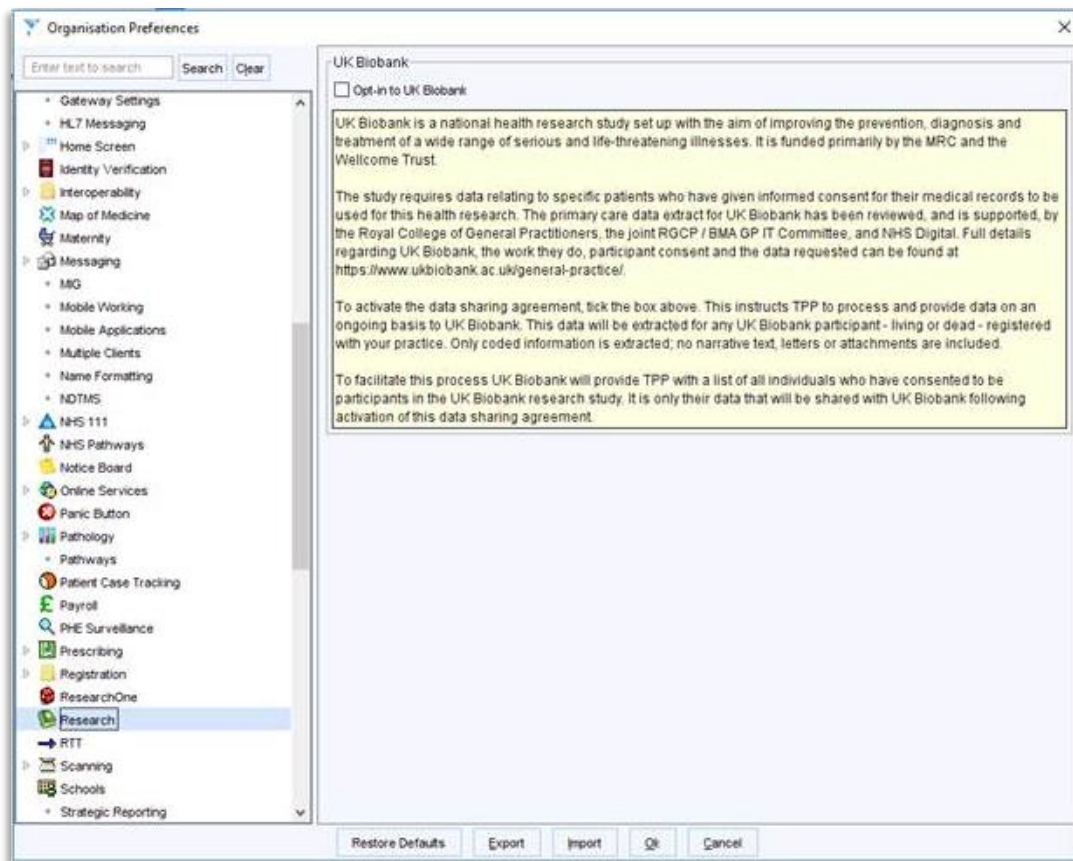 Organisation Preferences
Enter text to search
Search
Clear
Gateway Settings
HL7 Messaging
Home Screen
Identity Verification
Interoperability
Map of Medicine
Maternity
Messaging
MIG
Mobile Working
Mobile Applications
Multiple Clients
Name Formatting
NDTMS
NHS 111
NHS Pathways
Notice Board
Online Services
Panic Button
Pathology
Pathways
Patient Case Tracking
Payroll
PHE Surveillance
Prescribing
Registration
ResearchOne
Research
RTT
Scanning
Schools
Strategic Reporting
UK Biobank
Opt-in to UK Biobank
UK Biobank is a national health research study set up with the aim of improving the prevention, diagnosis and
treatment of a wide range of serious and life-threatening illnesses. It is funded primarily by the MRC and the
Wellcome Trust.
The study requires data relating to specific patients who have given informed consent for their medical records to be
used for this health research. The primary care data extract for UK Biobank has been reviewed, and is supported, by
the Royal College of General Practitioners, the joint RGCP / BMA GP IT Committee, and NHS Digital. Full details
regarding UK Biobank, the work they do, participant consent and the data requested can be found at
https://www.ukbiobank.ac.uk/general-practice/.
To activate the data sharing agreement, tick the box above. This instructs TPP to process and provide data on an
ongoing basis to UK Biobank. This data will be extracted for any UK Biobank participant - living or dead - registered
with your practice. Only coded information is extracted; no narrative text, letters or attachments are included.
To facilitate this process UK Biobank will provide TPP with a list of all individuals who have consented to be
participants in the UK Biobank research study. It is only their data that will be shared with UK Biobank following
activation of this data sharing agreement.
Restore Defaults
Export
Import
Ok
Cancel